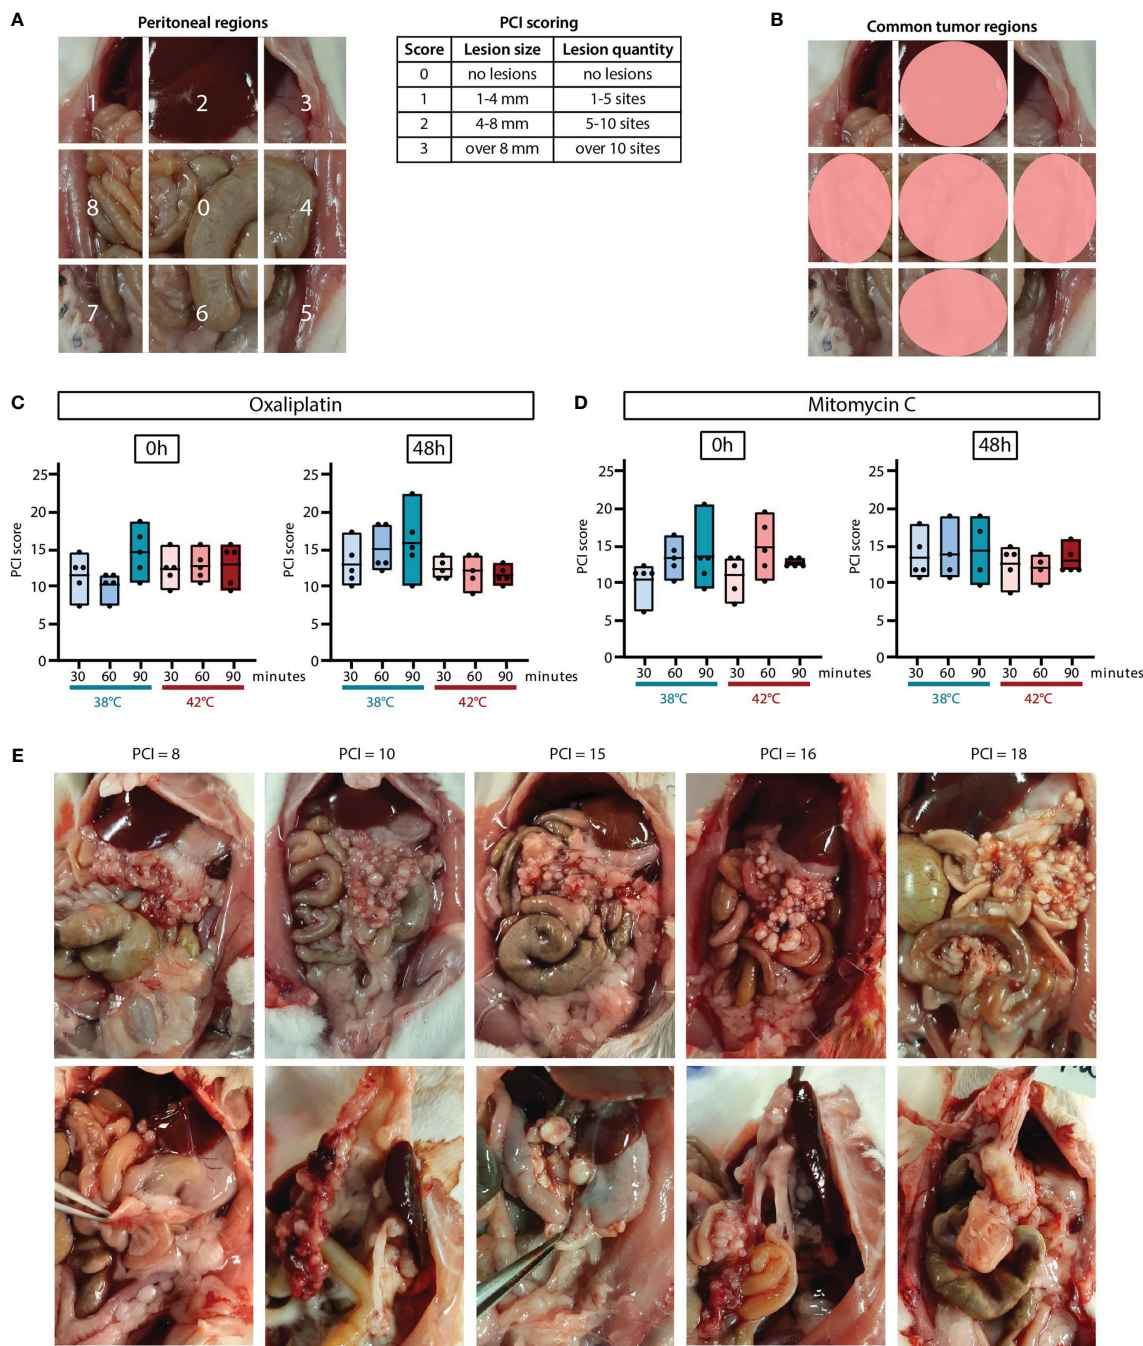 A
Peritoneal regions
1 2 3
8 0 4
7 6 5
PCI scoring
Score Lesion size Lesion quantity
0 no lesions no lesions
1 1-4 mm 1-5 sites
2 4-8 mm 5-10 sites
3 over 8 mm over 10 sites
B
Common tumor regions
C
Oxaliplatin
0h
PCI score
25
20
15
10
5
0
30 60 90 30 60 90 minutes
38°C 42°C
48h
PCI score
25
20
15
10
5
0
30 60 90 30 60 90 minutes
38°C 42°C
D
Mitomycin C
0h
PCI score
25
20
15
10
5
0
30 60 90 30 60 90 minutes
38°C 42°C
48h
PCI score
25
20
15
10
5
0
30 60 90 30 60 90 minutes
38°C 42°C
E
PCI = 8 PCI = 10 PCI = 15 PCI = 16 PCI = 18